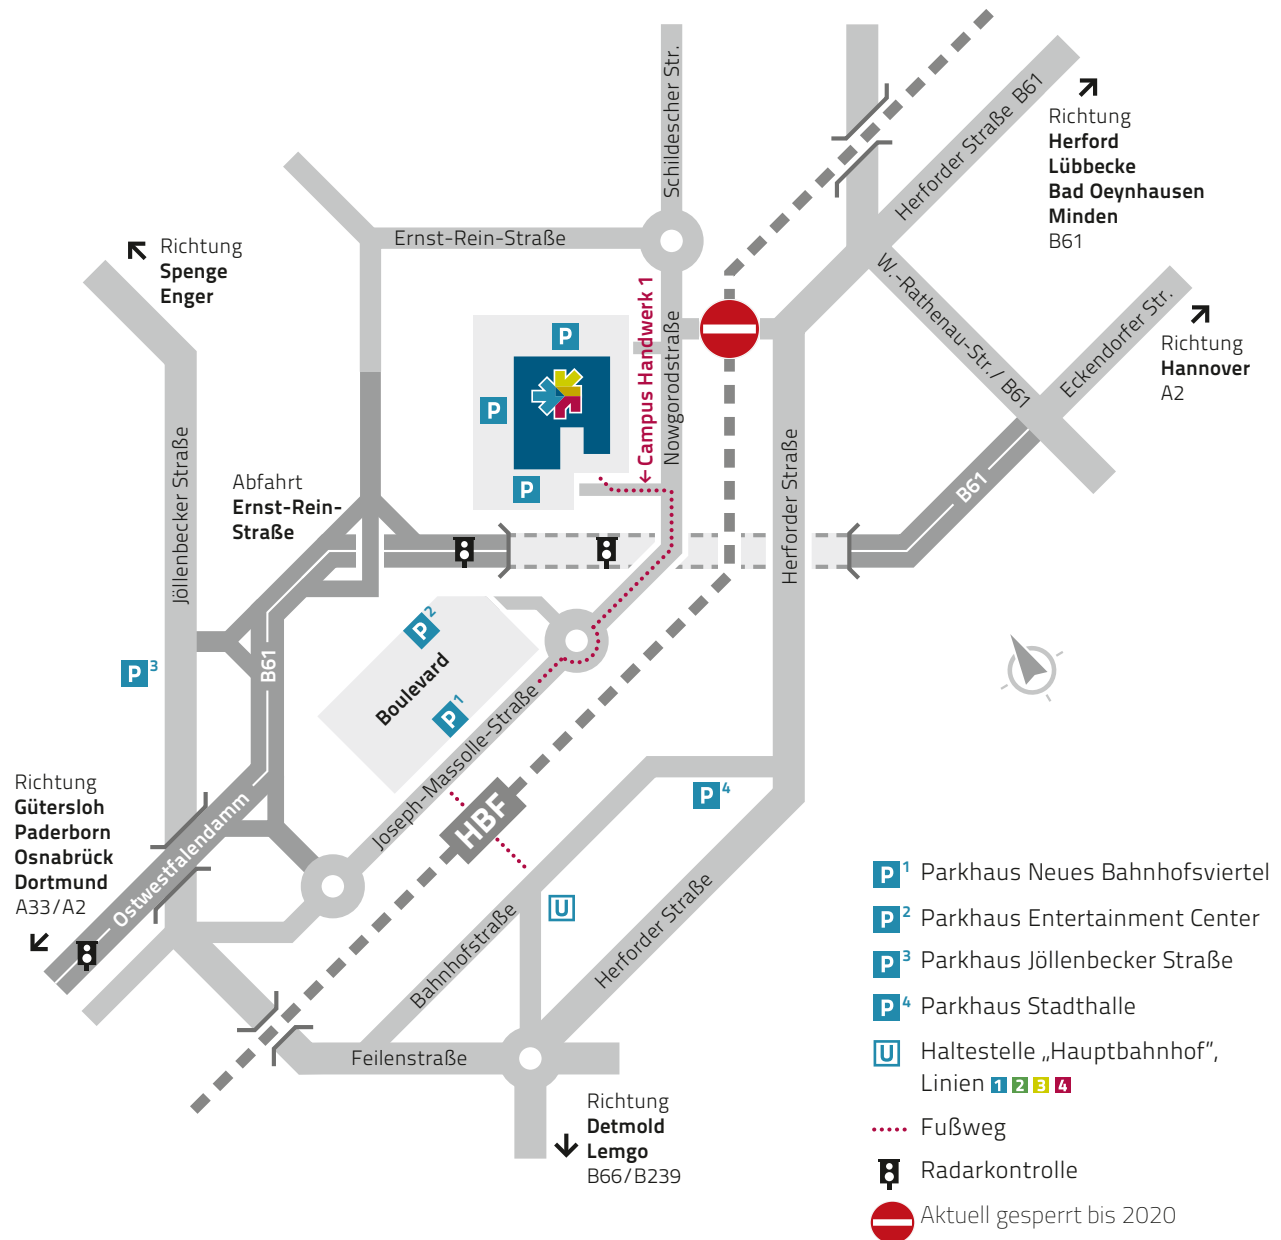 Schildescher Str.
Herforder Straße B61
Richtung
Herford
Lübbecke
Bad Oeynhausen
Minden
B61
Ernst-Rein-Straße
Richtung
Spenge
Enger
W.-Rathenau-Str./ B61
Eckendorfer Str.
Richtung
Hannover
A2
P
P
P
← Campus Handwerk 1
Nowgorodstraße
Jöllenbecker Straße
Herforder Straße
B61
Abfahrt
Ernst-Rein-
Straße
P2
Boulevard
P1
P3
B61
Joseph-Massolle-Straße
HBF
P4
Richtung
Gütersloh
Paderborn
Osnabrück
Dortmund
A33/A2
Ostwestfalendamm
U
Bahnhofstraße
Herforder Straße
Feilenstraße
Richtung
Detmold
Lemgo
B66/B239
P1 Parkhaus Neues Bahnhofsviertel
P2 Parkhaus Entertainment Center
P3 Parkhaus Jöllenbecker Straße
P4 Parkhaus Stadthalle
U Haltestelle „Hauptbahnhof”,
Linien 1 2 3 4
Fußweg
Radarkontrolle
Aktuell gesperrt bis 2020